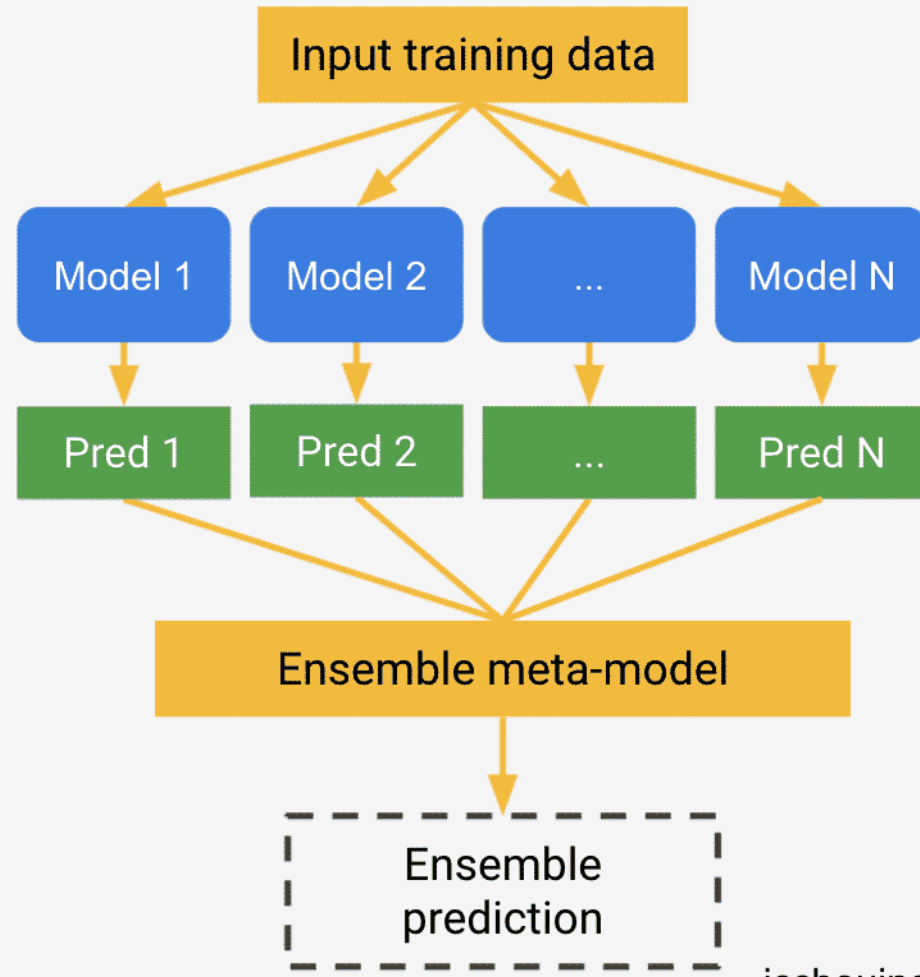 Input training data
Model 1
Model 2
...
Model N
Pred 1
Pred 2
...
Pred N
Ensemble meta-model
Ensemble
prediction